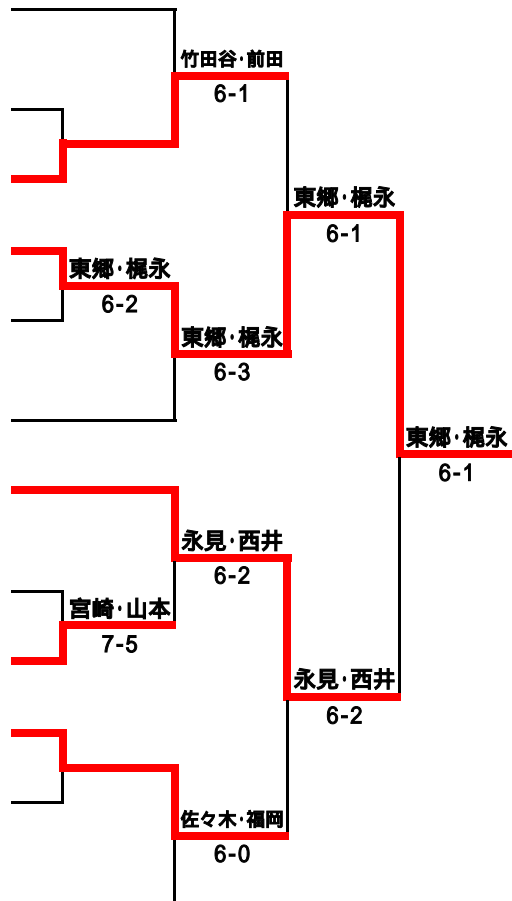 竹田谷・前田
6-1
東郷・梶永
6-1
東郷・梶永
6-2
東郷・梶永
6-3
東郷・梶永
6-1
永見・西井
6-2
宮崎・山本
7-5
永見・西井
6-2
佐々木・福岡
6-0